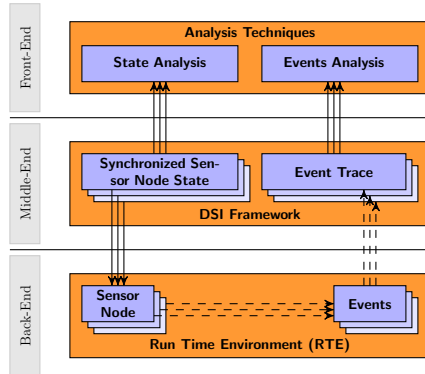 Front-End
Analysis Techniques
State Analysis
Events Analysis
Middle-End
Synchronized Sen-
sor Node State
Event Trace
DSI Framework
Back-End
Sensor
Node
Events
Run Time Environment (RTE)